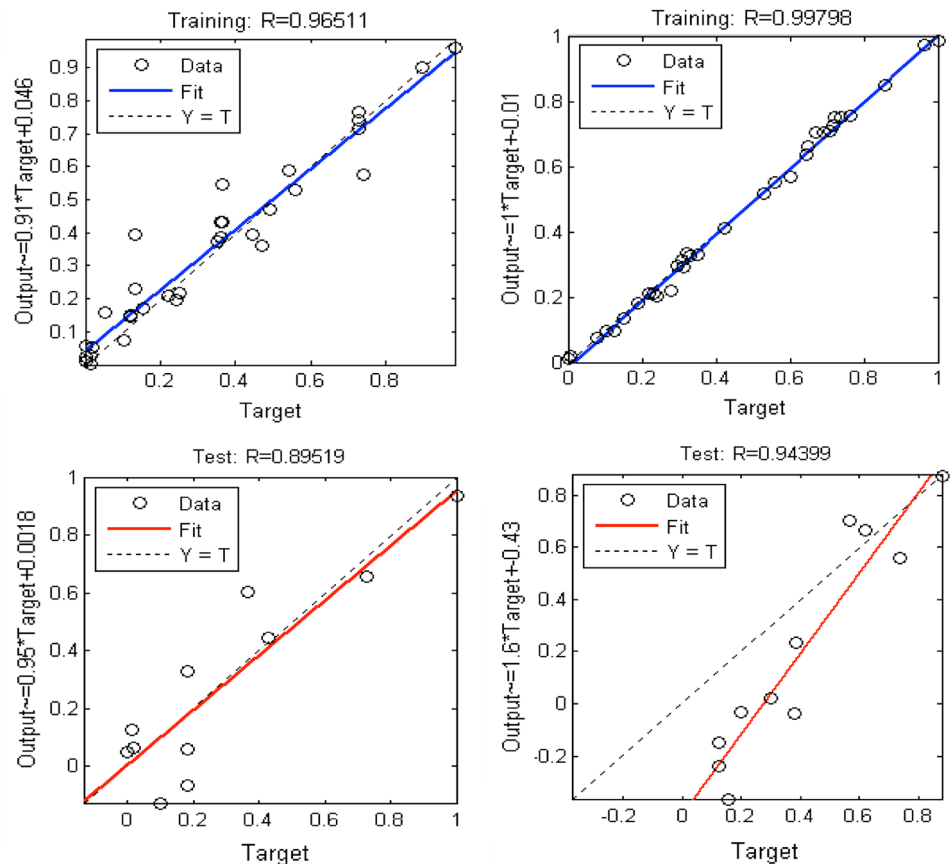 Training: R=0.96511
Output~=0.91*Target+0.046
0.9
0.8
0.7
0.6
0.5
0.4
0.3
0.2
0.1
Data
Fit
Y = T
0.2 0.4 0.6 0.8
Target
Training: R=0.99798
Output~=1*Target+-0.01
1
0.8
0.6
0.4
0.2
0
Data
Fit
Y = T
0 0.2 0.4 0.6 0.8 1
Target
Test: R=0.89519
Output~=0.95*Target+0.0018
1
0.8
0.6
0.4
0.2
0
Data
Fit
Y = T
0 0.2 0.4 0.6 0.8 1
Target
Test: R=0.94399
Output~=1.6*Target+-0.43
0.8
0.6
0.4
0.2
0
-0.2
Data
Fit
Y = T
-0.2 0 0.2 0.4 0.6 0.8
Target